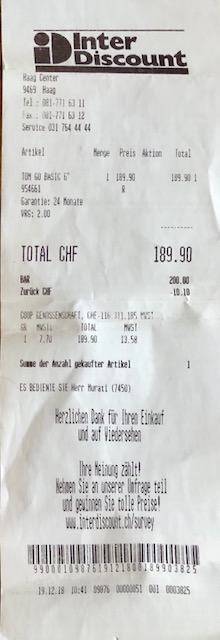 iD Inter
Discount
Haag Center
9469 Haag
Tel : 081-771 63 11
Fax : 081-771 63 12
Service 031 764 44 44
Artikel Menge Preis Aktion Total
TOM GO BASIC 6" 1 189.90 189.90 1
954661 R
Garantie: 24 Monate
VRG: 2.00
TOTAL CHF 189.90
BAR 200.00
Zurück CHF -10.10
COOP GENOSSENSCHAFT, CHE-116 311.185 MWST
GR MWST% TOTAL MWST
1 7.70 189.90 13.58
Summe der Anzahl gekaufter Artikel 1
ES BEDIENTE SIE Herr Murati (7450)
Herzlichen Dank für Ihren Einkauf
und auf Wiedersehen
Ihre Meinung zählt!
Nehmen Sie an unserer Umfrage teil
und gewinnen Sie tolle Preise!
www.interdiscount.ch/survey
19.12.18 10:41 09076 00000051 001 0003825